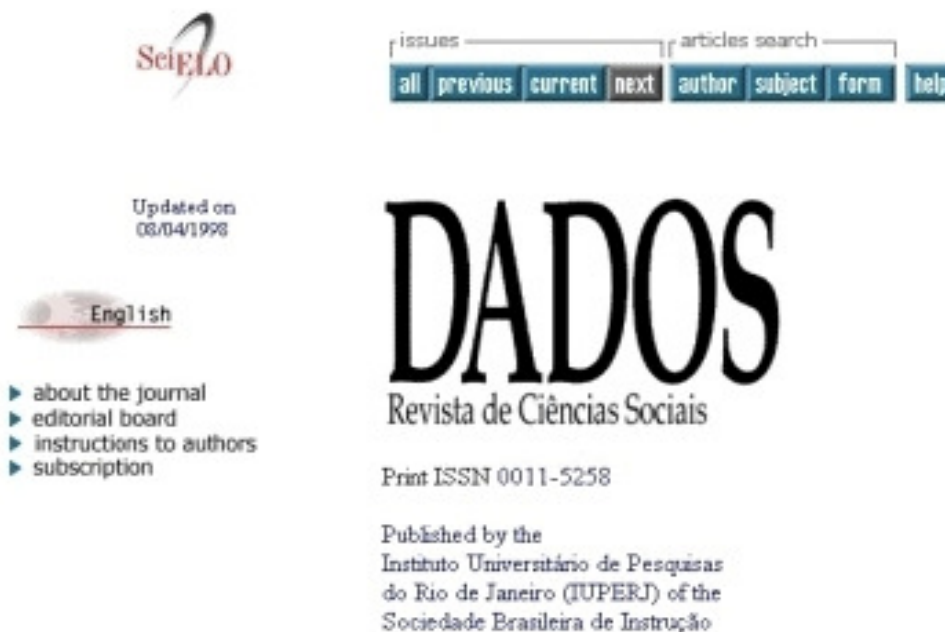 SciELO
issues
articles search
all previous current next author subject form help
Updated on
08/04/1998
English
DADOS
Revista de Ciências Sociais
about the journal
editorial board
instructions to authors
subscription
Print ISSN 0011-5258
Published by the
Instituto Universitário de Pesquisas
do Rio de Janeiro (IUPERJ) of the
Sociedade Brasileira de Instrução